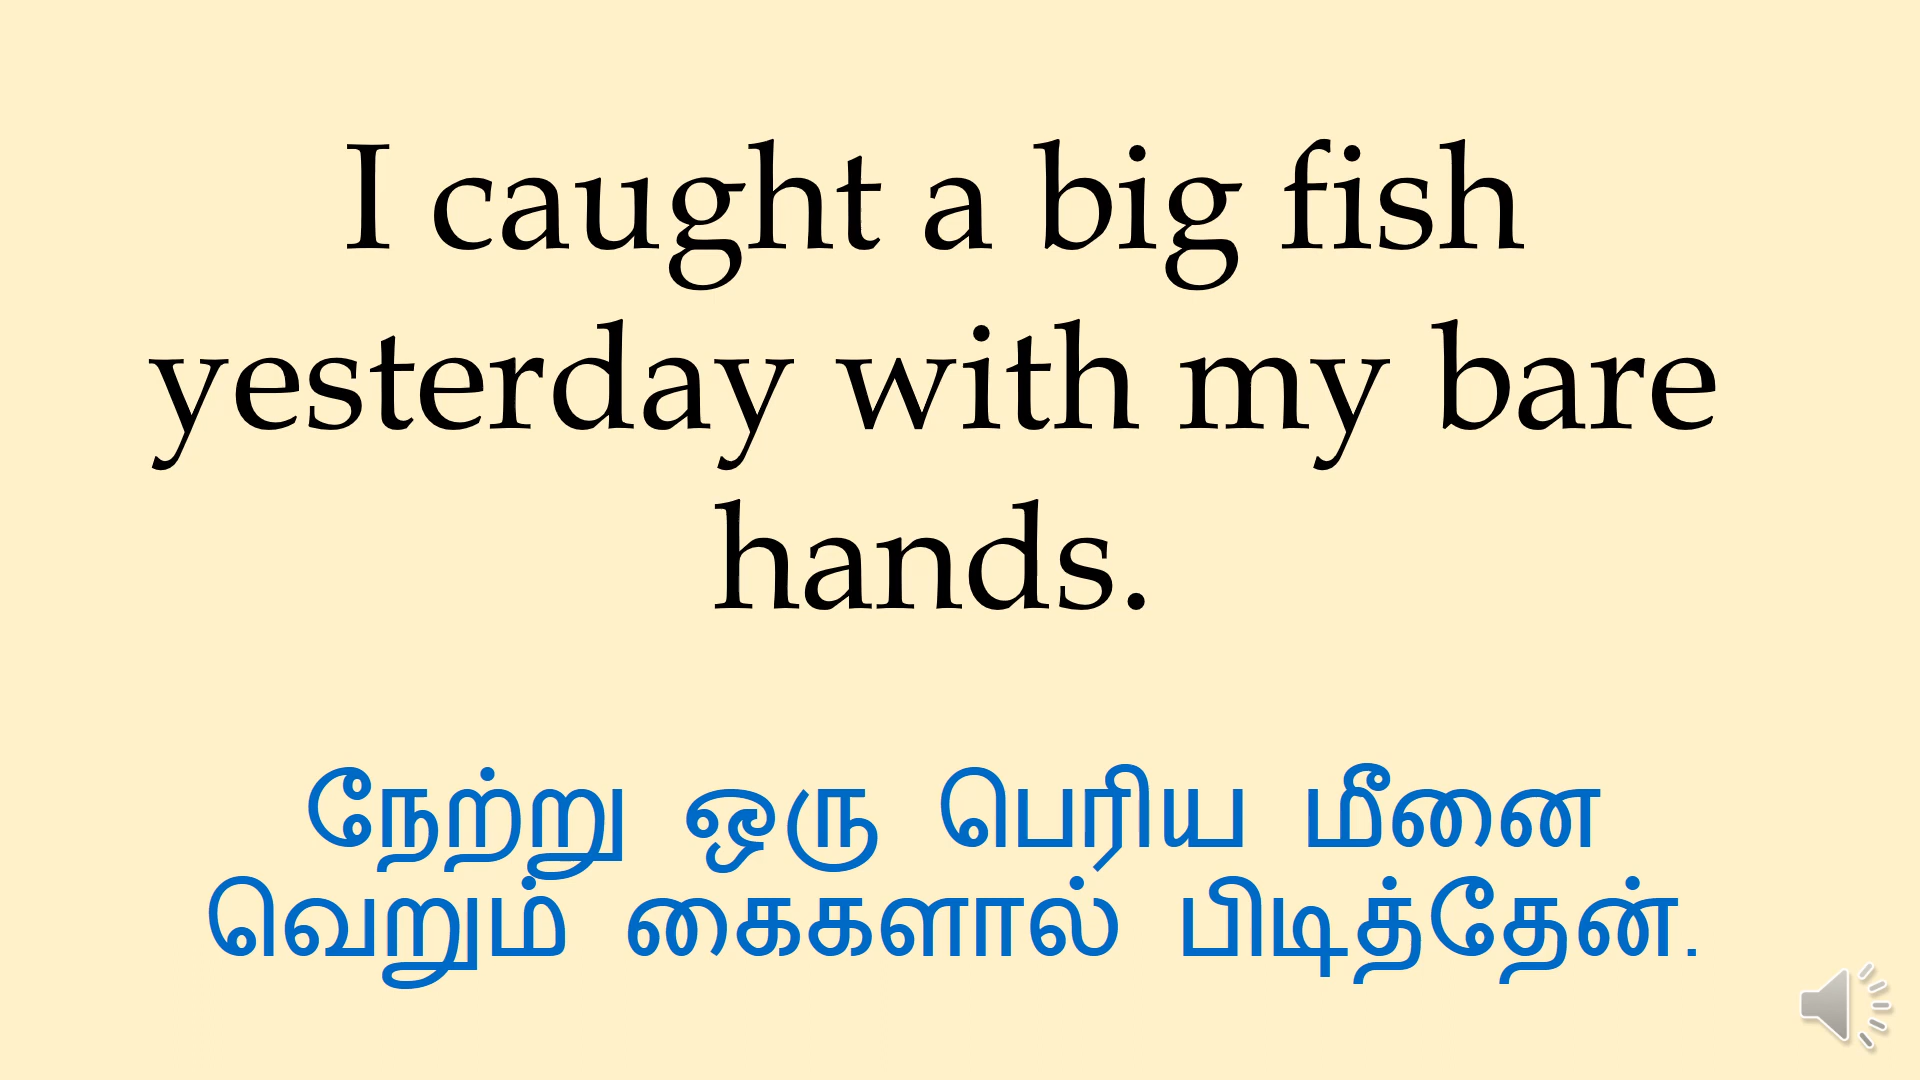 I caught a big fish
yesterday with my bare
hands.
நேற்று ஒரு பெரிய மீனை
வெறும் கைகளால் பிடித்தேன்.